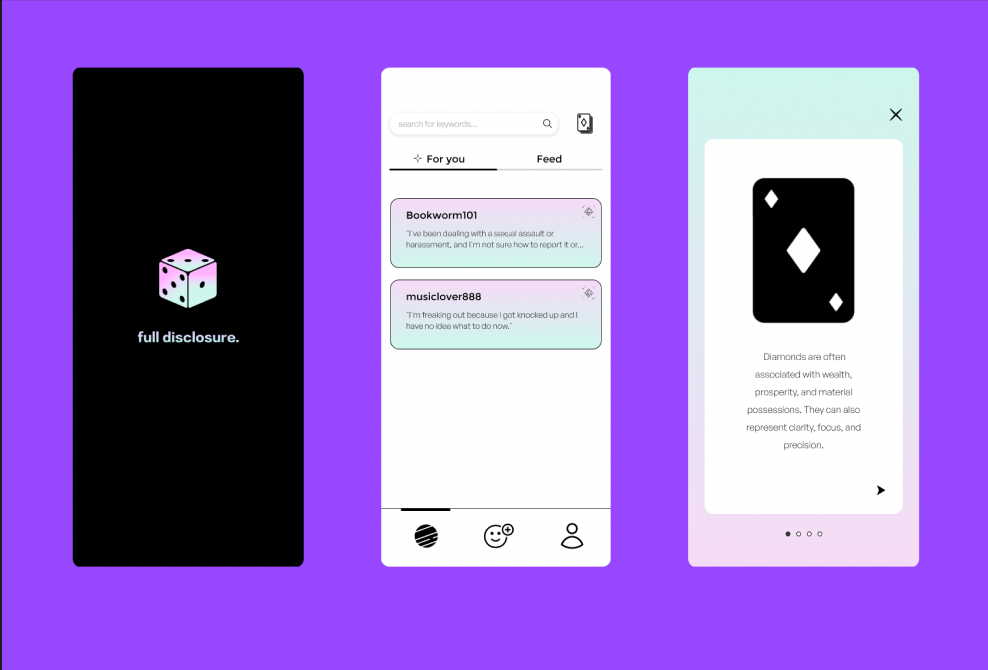 full disclosure.
search for keywords...
For you
Feed
Bookworm101
"I've been dealing with a sexual assault or
harassment, and I'm not sure how to report it or...
musiclover888
"I'm freaking out because I got knocked up and I
have no idea what to do now."
Diamonds are often
associated with wealth,
prosperity, and material
possessions. They can also
represent clarity, focus, and
precision.